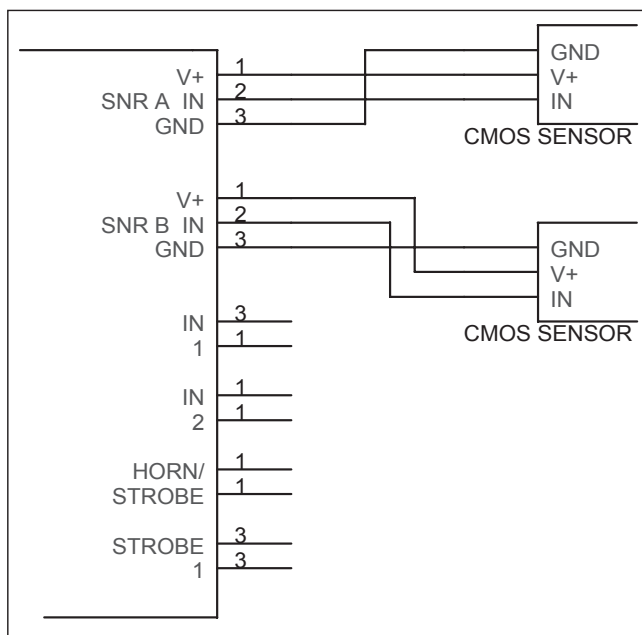 V+ 1
SNR A IN 2
GND 3
GND
V+
IN
CMOS SENSOR
V+ 1
SNR B IN 2
GND 3
GND
V+
IN
CMOS SENSOR
IN 3
1 1
IN 1
2 1
HORN/ 1
STROBE 1
STROBE 3
1 3